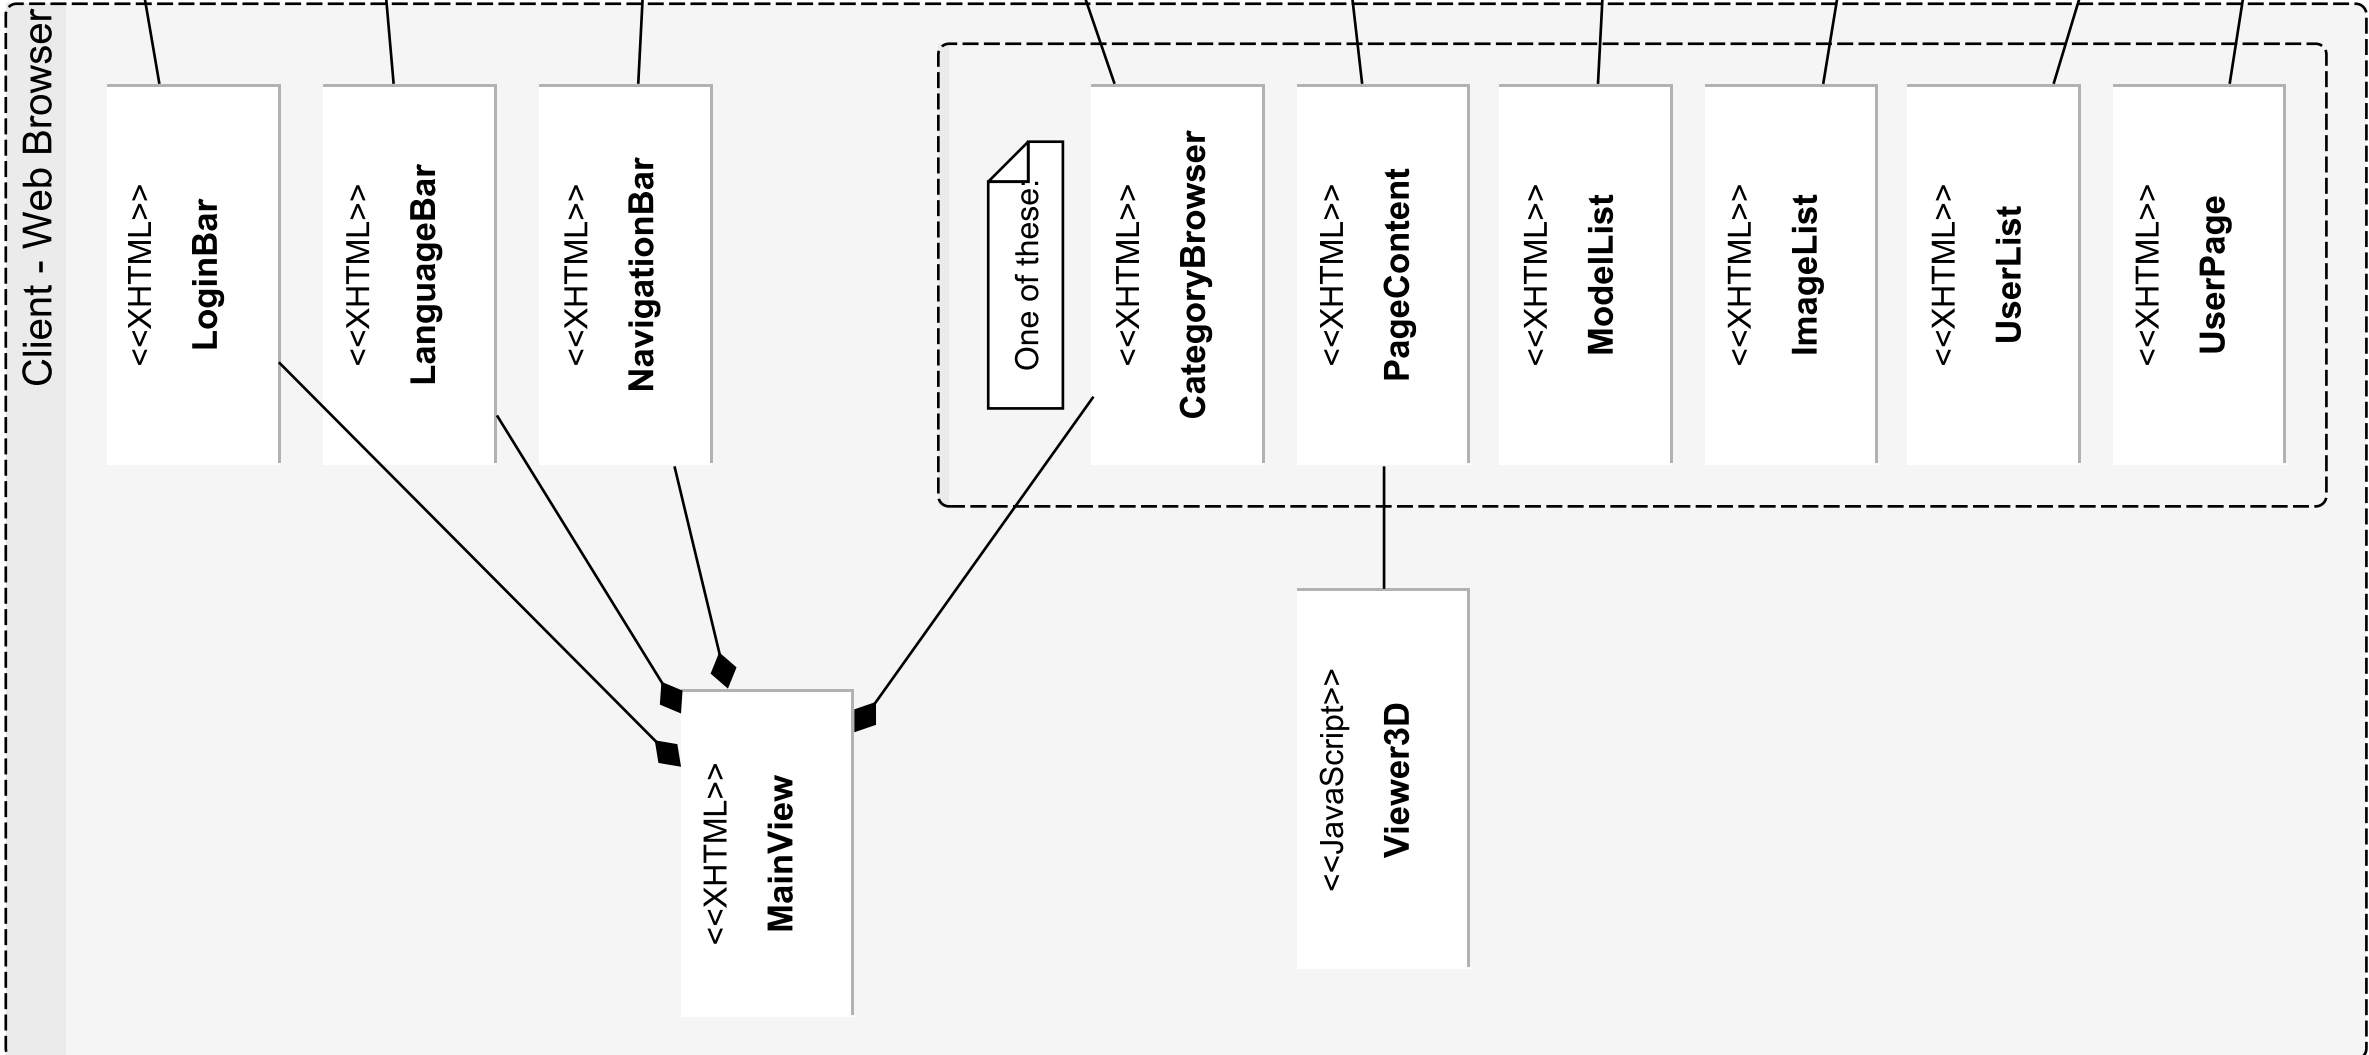 Client - Web Browser
<<XHTML>>
LoginBar
<<XHTML>>
LanguageBar
<<XHTML>>
NavigationBar
One of these:
<<XHTML>>
CategoryBrowser
<<XHTML>>
PageContent
<<XHTML>>
ModelList
<<XHTML>>
ImageList
<<XHTML>>
UserList
<<XHTML>>
UserPage
<<XHTML>>
MainView
<<JavaScript>>
Viewer3D